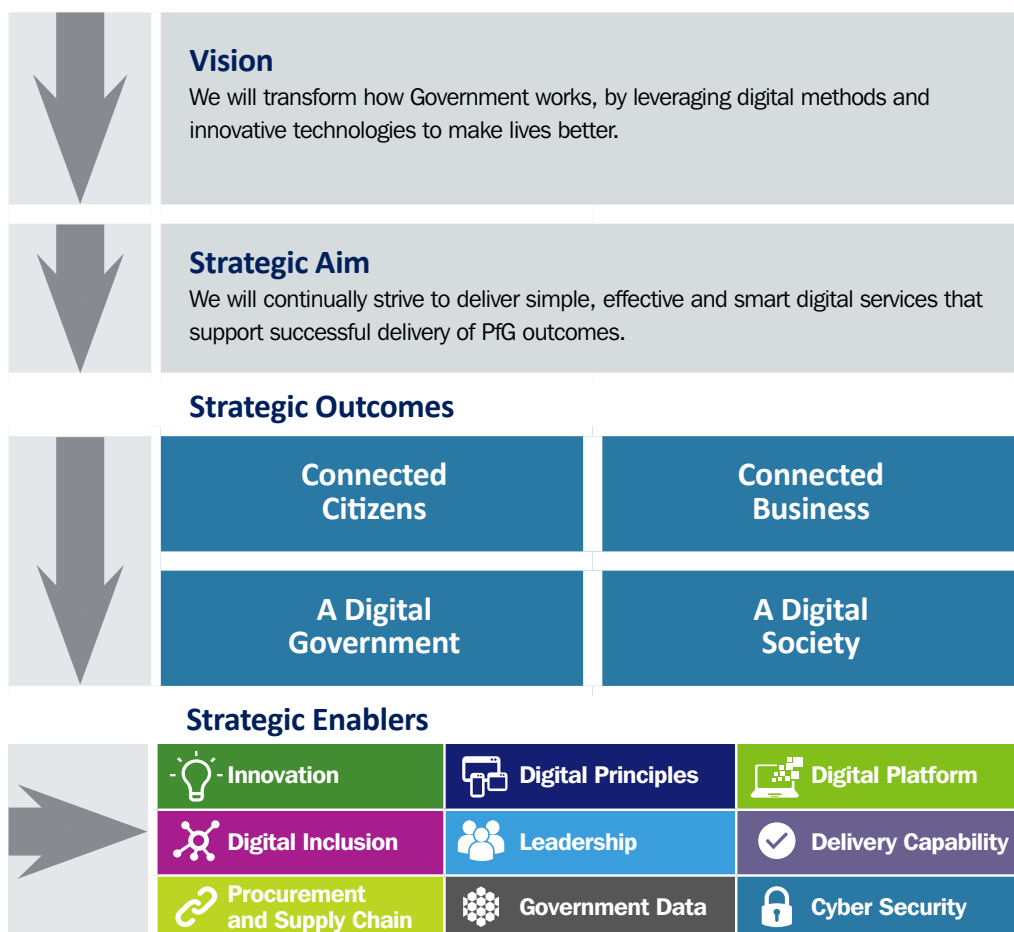 Vision
We will transform how Government works, by leveraging digital methods and
innovative technologies to make lives better.
Strategic Aim
We will continually strive to deliver simple, effective and smart digital services that
support successful delivery of PfG outcomes.
Strategic Outcomes
Connected
Citizens
Connected
Business
A Digital
Government
A Digital
Society
Strategic Enablers
Innovation
Digital Principles
Digital Platform
Digital Inclusion
Leadership
Delivery Capability
Procurement
and Supply Chain
Government Data
Cyber Security